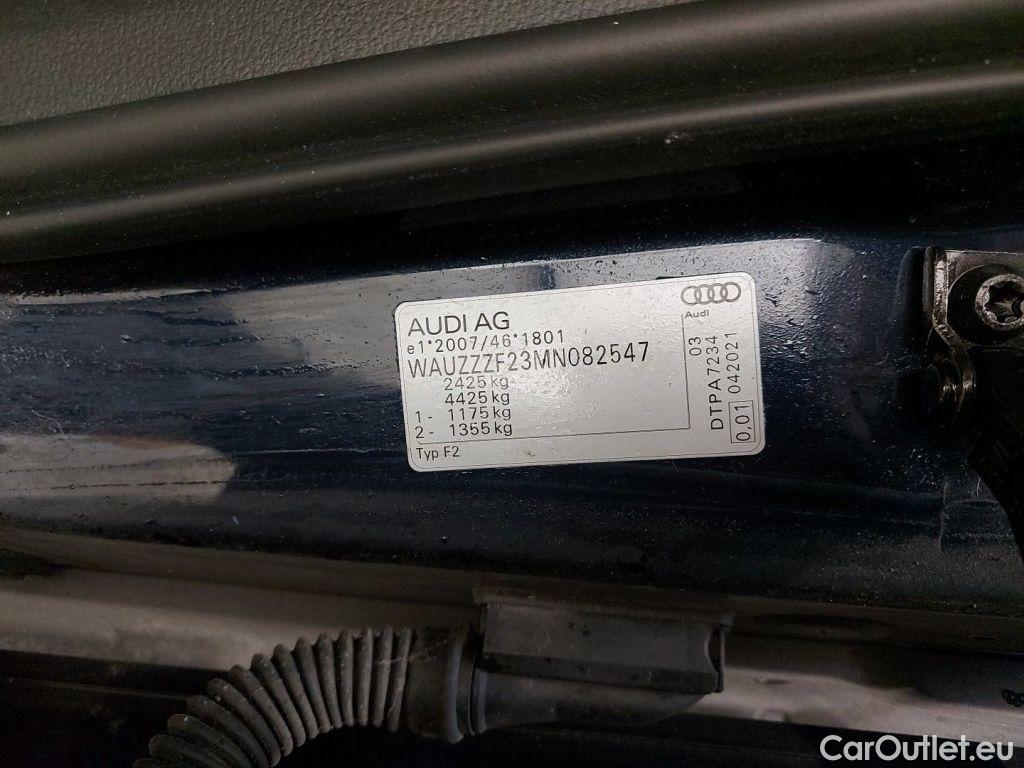 AUDI AG
e1*2007/46*1801
WAUZZZF23MN082547
2425 kg
4425 kg
1- 1175 kg
2- 1355 kg
Typ F2
Audi
03
DTPA7234
0,01 042021
CarOutlet.eu